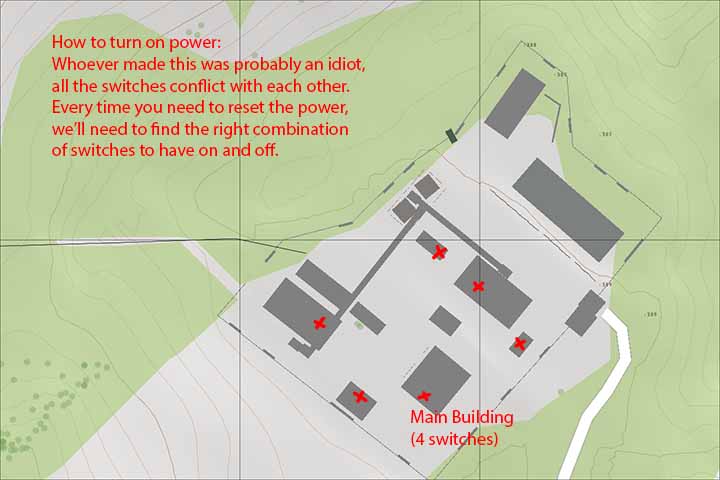 How to turn on power:
Whoever made this was probably an idiot,
all the switches conflict with each other.
Every time you need to reset the power,
we'll need to find the right combination
of switches to have on and off.
Main Building
(4 switches)